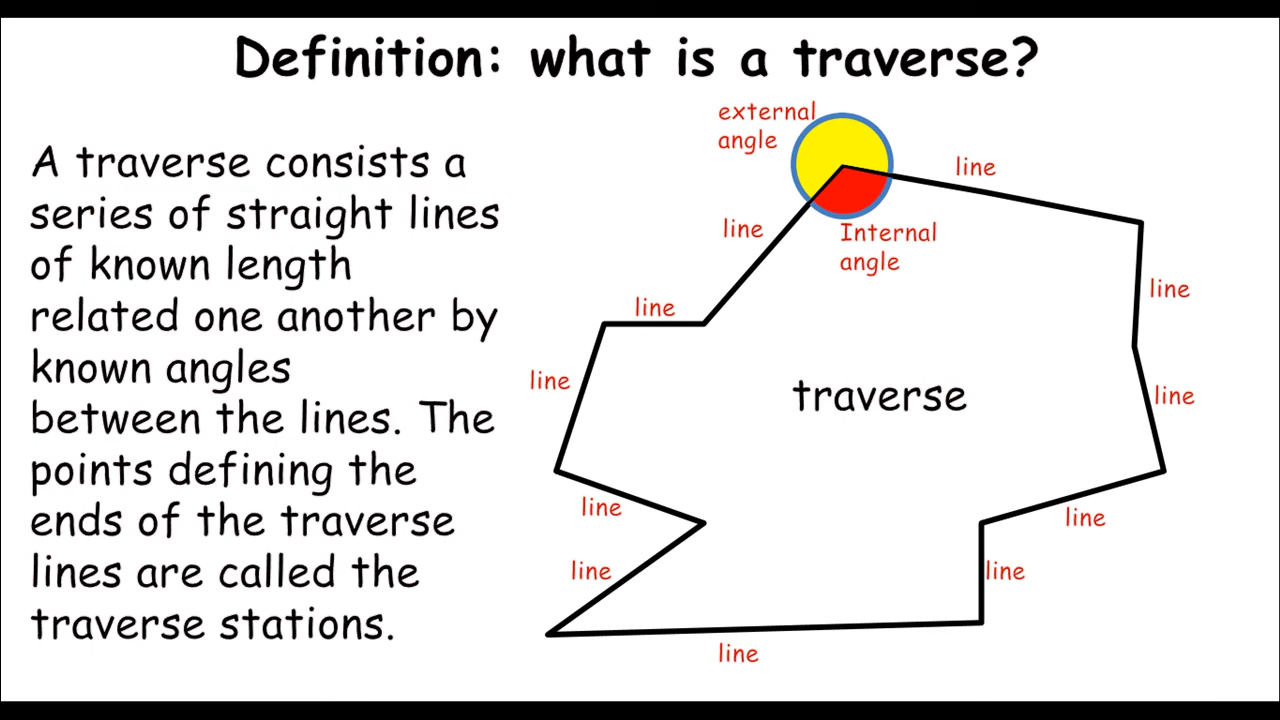 Definition: what is a traverse?
A traverse consists a
series of straight lines
of known length
related one another by
known angles
between the lines. The
points defining the
ends of the traverse
lines are called the
traverse stations.
external
angle
line
line
Internal
angle
line
line
line
traverse
line
line
line
line
line
line